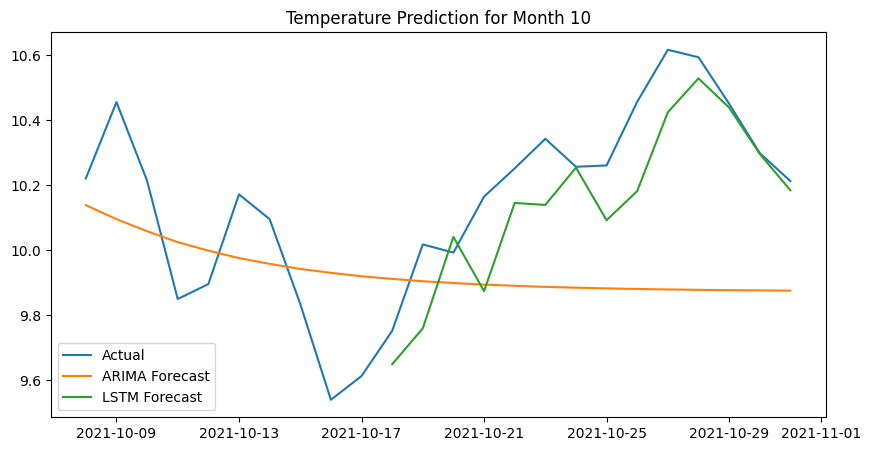 Temperature Prediction for Month 10
10.6
10.4
10.2
10.0
9.8
9.6
Actual
ARIMA Forecast
LSTM Forecast
2021-10-09 2021-10-13 2021-10-17 2021-10-21 2021-10-25 2021-10-29 2021-11-01